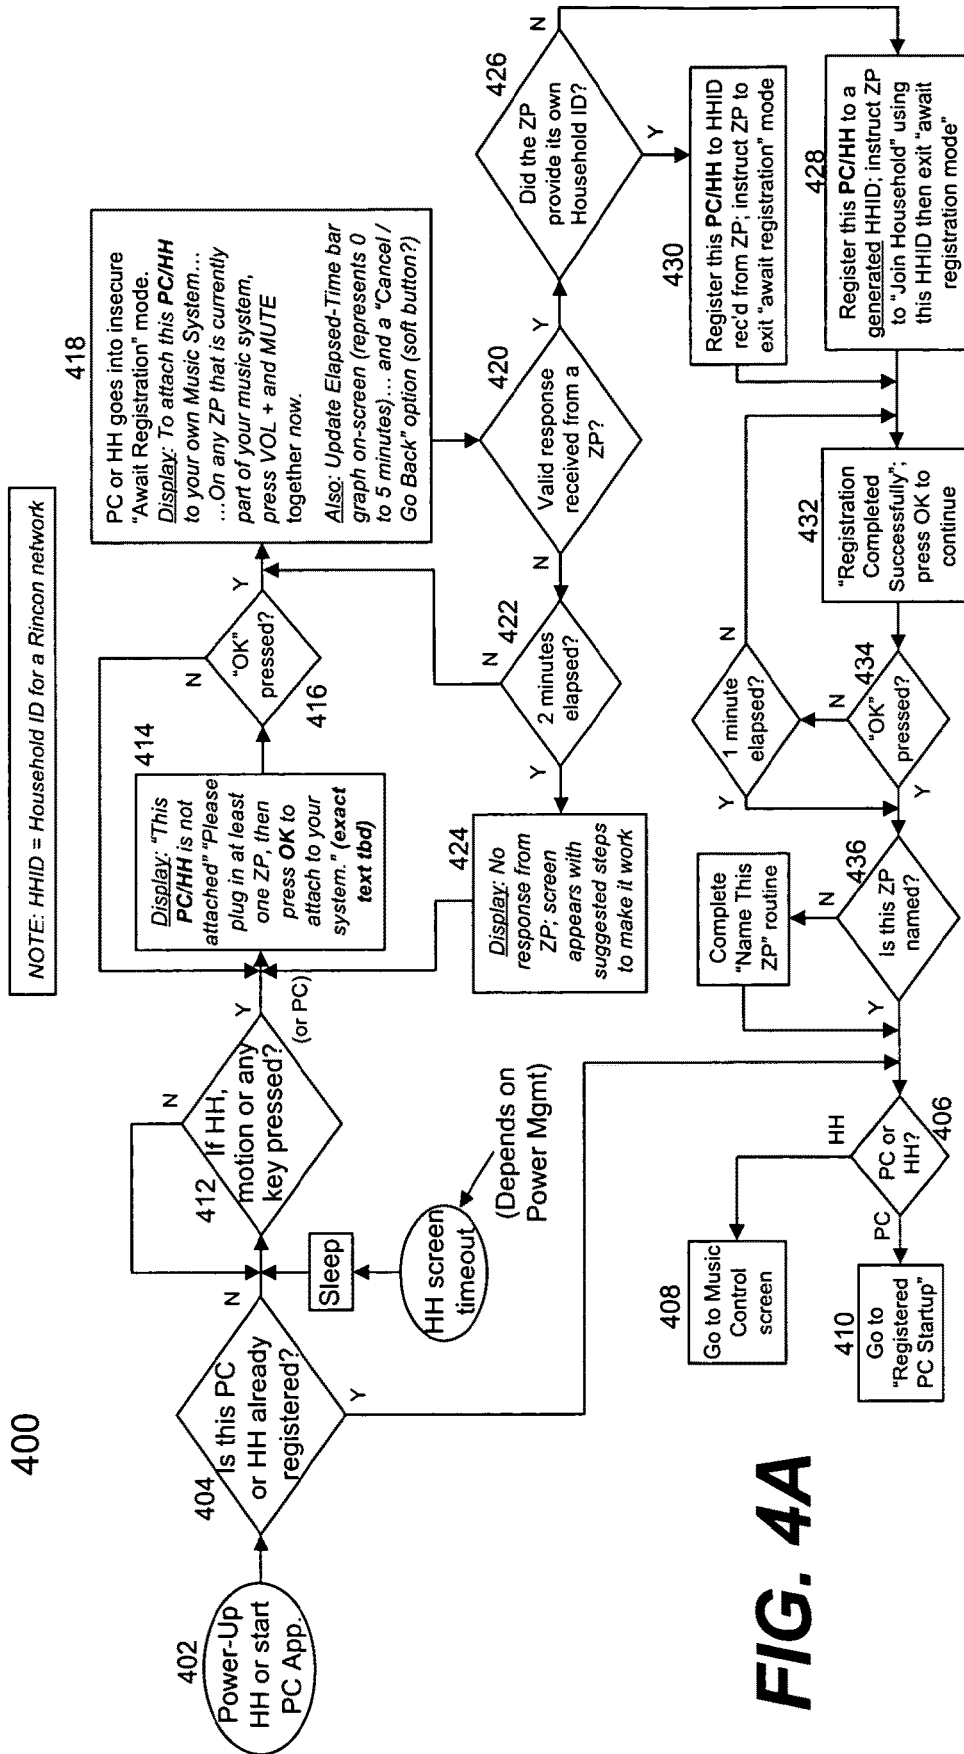 400
NOTE: HHID = Household ID for a Rincon network
402
Power-Up
HH or start
PC App.
404
Is this PC
or HH already
registered?
N
Y
Sleep
HH screen
timeout
(Depends on
Power Mgmt)
412
If HH,
motion or any
key pressed?
N
Y
(or PC)
414
Display: "This
PC/HH is not
attached" "Please
plug in at least
one ZP, then
press OK to
attach to your
system." (exact
text tbd)
416
"OK"
pressed?
N
Y
418
PC or HH goes into insecure
"Await Registration" mode.
Display: To attach this PC/HH
to your own Music System...
...On any ZP that is currently
part of your music system,
press VOL + and MUTE
together now.
Also: Update Elapsed-Time bar
graph on-screen (represents 0
to 5 minutes)... and a "Cancel /
Go Back" option (soft button?)
420
Valid response
received from a
ZP?
N
Y
422
2 minutes
elapsed?
N
Y
424
Display: No
response from
ZP; screen
appears with
suggested steps
to make it work
426
Did the ZP
provide its own
Household ID?
N
Y
430
Register this PC/HH to HHID
rec'd from ZP; instruct ZP to
exit "await registration" mode
428
Register this PC/HH to a
generated HHID; instruct ZP
to "Join Household" using
this HHID then exit "await
registration mode"
432
"Registration
Completed
Successfully";
press OK to
continue
434
"OK"
pressed?
N
Y
1 minute
elapsed?
N
Y
436
Is this ZP
named?
N
Y
Complete
"Name This
ZP" routine
406
PC or
HH?
HH
PC
408
Go to Music
Control
screen
410
Go to
"Registered
PC Startup"
FIG. 4A